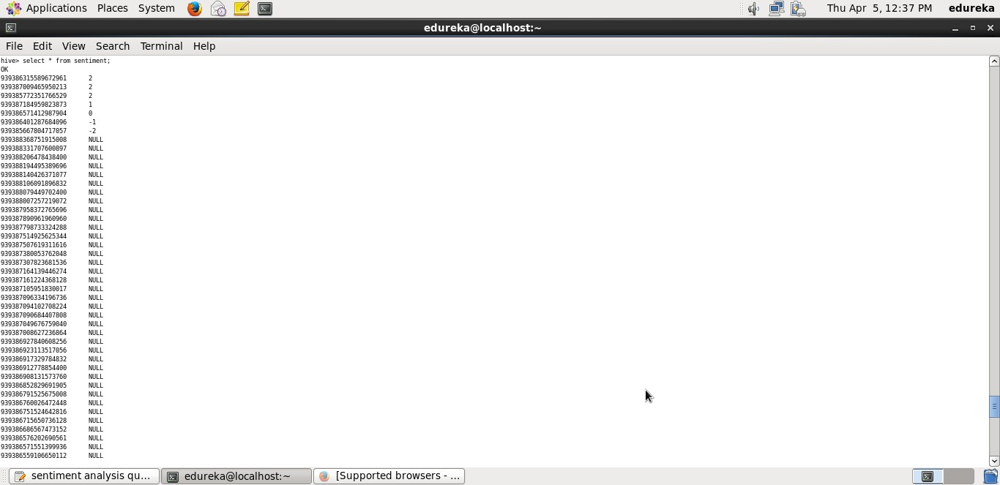 Applications Places System
Thu Apr 5, 12:37 PM edureka
edureka@localhost:~
File Edit View Search Terminal Help
hive> select * from sentiment;
OK
939386315589672961 2
939387009465950213 2
939385772351766529 2
939387184959823873 1
939386571412987904 0
939386401287684096 -1
939385667804717057 -2
939388368751915008 NULL
939388331707600897 NULL
939388206478438400 NULL
939388194495389696 NULL
939388140426371077 NULL
939388106091896832 NULL
939388079449702400 NULL
939388007257219072 NULL
939387958372765696 NULL
939387890961960960 NULL
939387798733324288 NULL
939387514925625344 NULL
939387507619311616 NULL
939387380053762048 NULL
939387307823681536 NULL
939387164139446274 NULL
939387161224368128 NULL
939387105951830017 NULL
939387096334196736 NULL
939387094102708224 NULL
939387090684407808 NULL
939387049676759040 NULL
939387008627236864 NULL
939386927840608256 NULL
939386923113517056 NULL
939386917329784832 NULL
939386912778854400 NULL
939386908131573760 NULL
939386852829691905 NULL
939386791525675008 NULL
939386760026472448 NULL
939386751524642816 NULL
939386715650736128 NULL
939386686567473152 NULL
939386576202690561 NULL
939386571551399936 NULL
939386559106650112 NULL
sentiment analysis qu... edureka@localhost:~ [Supported browsers - ...